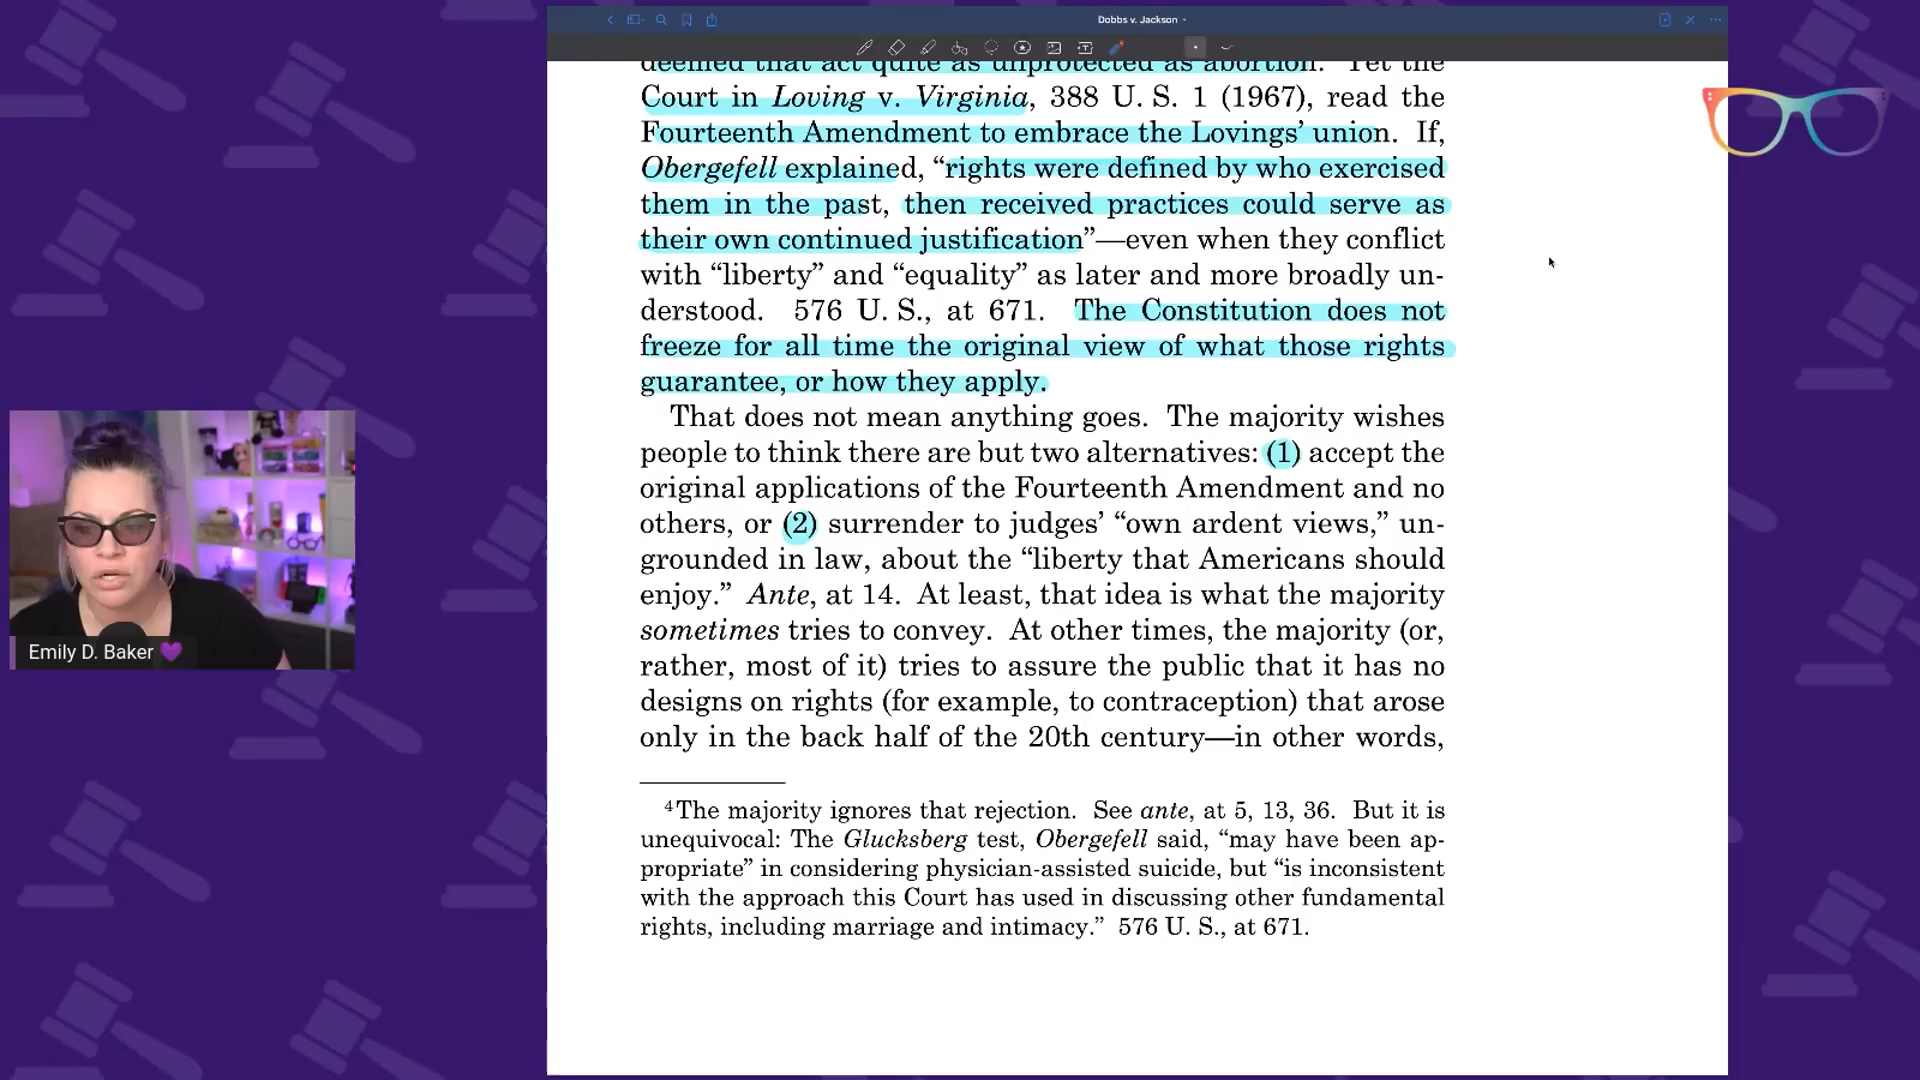 Dobbs v. Jackson
deemed that act quite as unprotected as abortion. Yet the
Court in Loving v. Virginia, 388 U. S. 1 (1967), read the
Fourteenth Amendment to embrace the Lovings’ union. If,
Obergefell explained, “rights were defined by who exercised
them in the past, then received practices could serve as
their own continued justification”—even when they conflict
with “liberty” and “equality” as later and more broadly un-
derstood. 576 U. S., at 671. The Constitution does not
freeze for all time the original view of what those rights
guarantee, or how they apply.
That does not mean anything goes. The majority wishes
people to think there are but two alternatives: (1) accept the
original applications of the Fourteenth Amendment and no
others, or (2) surrender to judges’ “own ardent views,” un-
grounded in law, about the “liberty that Americans should
enjoy.” Ante, at 14. At least, that idea is what the majority
sometimes tries to convey. At other times, the majority (or,
rather, most of it) tries to assure the public that it has no
designs on rights (for example, to contraception) that arose
only in the back half of the 20th century—in other words,
4 The majority ignores that rejection. See ante, at 5, 13, 36. But it is
unequivocal: The Glucksberg test, Obergefell said, “may have been ap-
propriate” in considering physician-assisted suicide, but “is inconsistent
with the approach this Court has used in discussing other fundamental
rights, including marriage and intimacy.” 576 U. S., at 671.
Emily D. Baker 💜